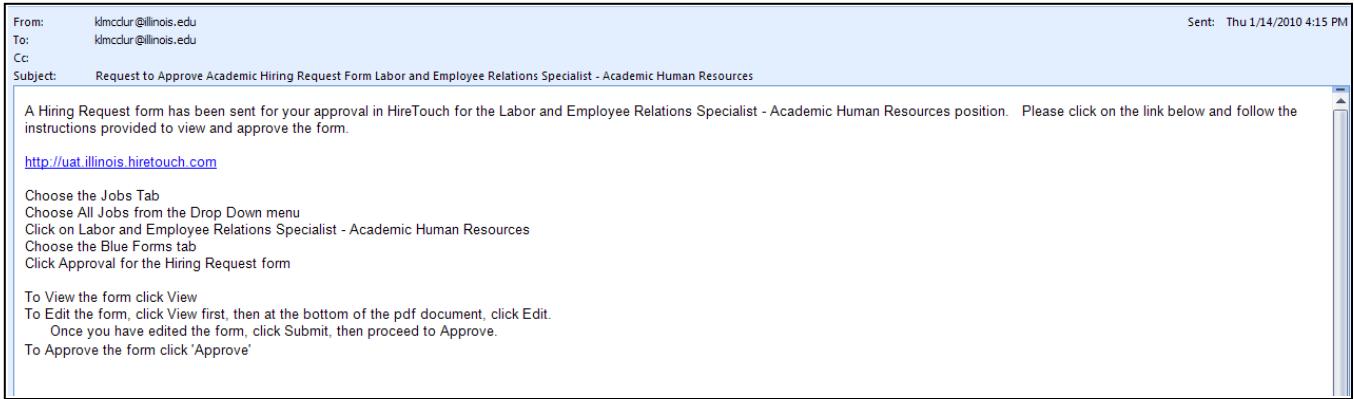 From: klmcclur@illinois.edu Sent: Thu 1/14/2010 4:15 PM
To: klmcclur@illinois.edu
Cc:
Subject: Request to Approve Academic Hiring Request Form Labor and Employee Relations Specialist - Academic Human Resources
A Hiring Request form has been sent for your approval in HireTouch for the Labor and Employee Relations Specialist - Academic Human Resources position. Please click on the link below and follow the
instructions provided to view and approve the form.
http://uat.illinois.hiretouch.com
Choose the Jobs Tab
Choose All Jobs from the Drop Down menu
Click on Labor and Employee Relations Specialist - Academic Human Resources
Choose the Blue Forms tab
Click Approval for the Hiring Request form
To View the form click View
To Edit the form, click View first, then at the bottom of the pdf document, click Edit.
Once you have edited the form, click Submit, then proceed to Approve.
To Approve the form click 'Approve'